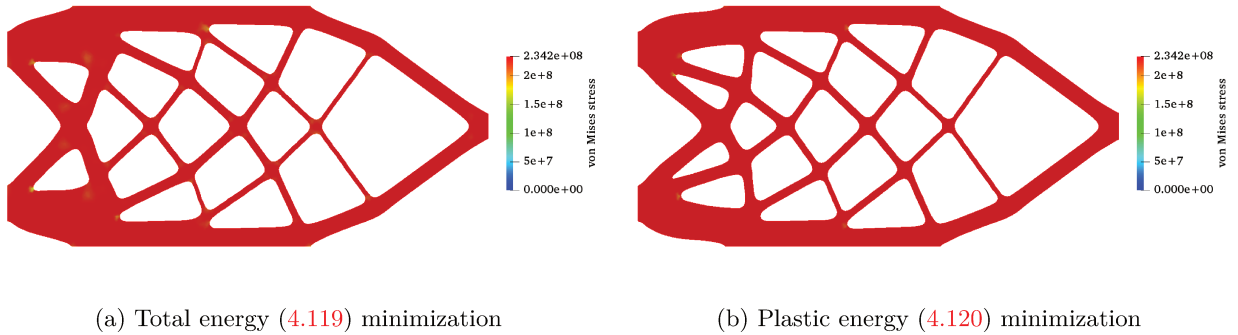 2.342e+08
2e+8
1.5e+8
1e+8
5e+7
0.000e+00
von Mises stress
2.342e+08
2e+8
1.5e+8
1e+8
5e+7
0.000e+00
von Mises stress
(a) Total energy (4.119) minimization
(b) Plastic energy (4.120) minimization